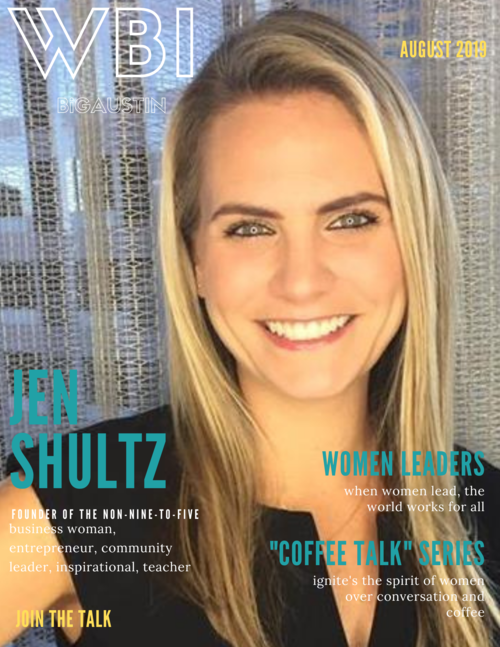 WBI
AUGUST 2019
BIGAUSTIN
JEN
SHULTZ
FOUNDER OF THE NON-NINE-TO-FIVE
business woman,
entrepreneur, community
leader, inspirational, teacher
JOIN THE TALK
WOMEN LEADERS
when women lead, the
world works for all
"COFFEE TALK" SERIES
ignite's the spirit of women
over conversation and
coffee